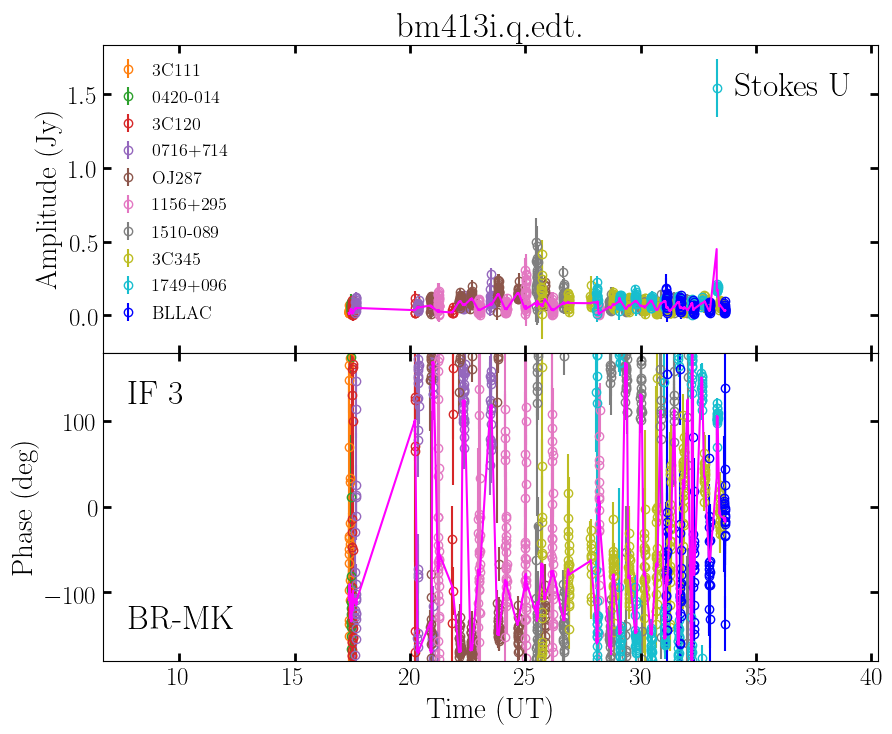 bm413i.q.edt.
Amplitude (Jy)
1.5
1.0
0.5
0.0
3C111
0420-014
3C120
0716+714
OJ287
1156+295
1510-089
3C345
1749+096
BLLAC
Stokes U
Phase (deg)
100
0
−100
IF 3
BR-MK
10 15 20 25 30 35 40
Time (UT)